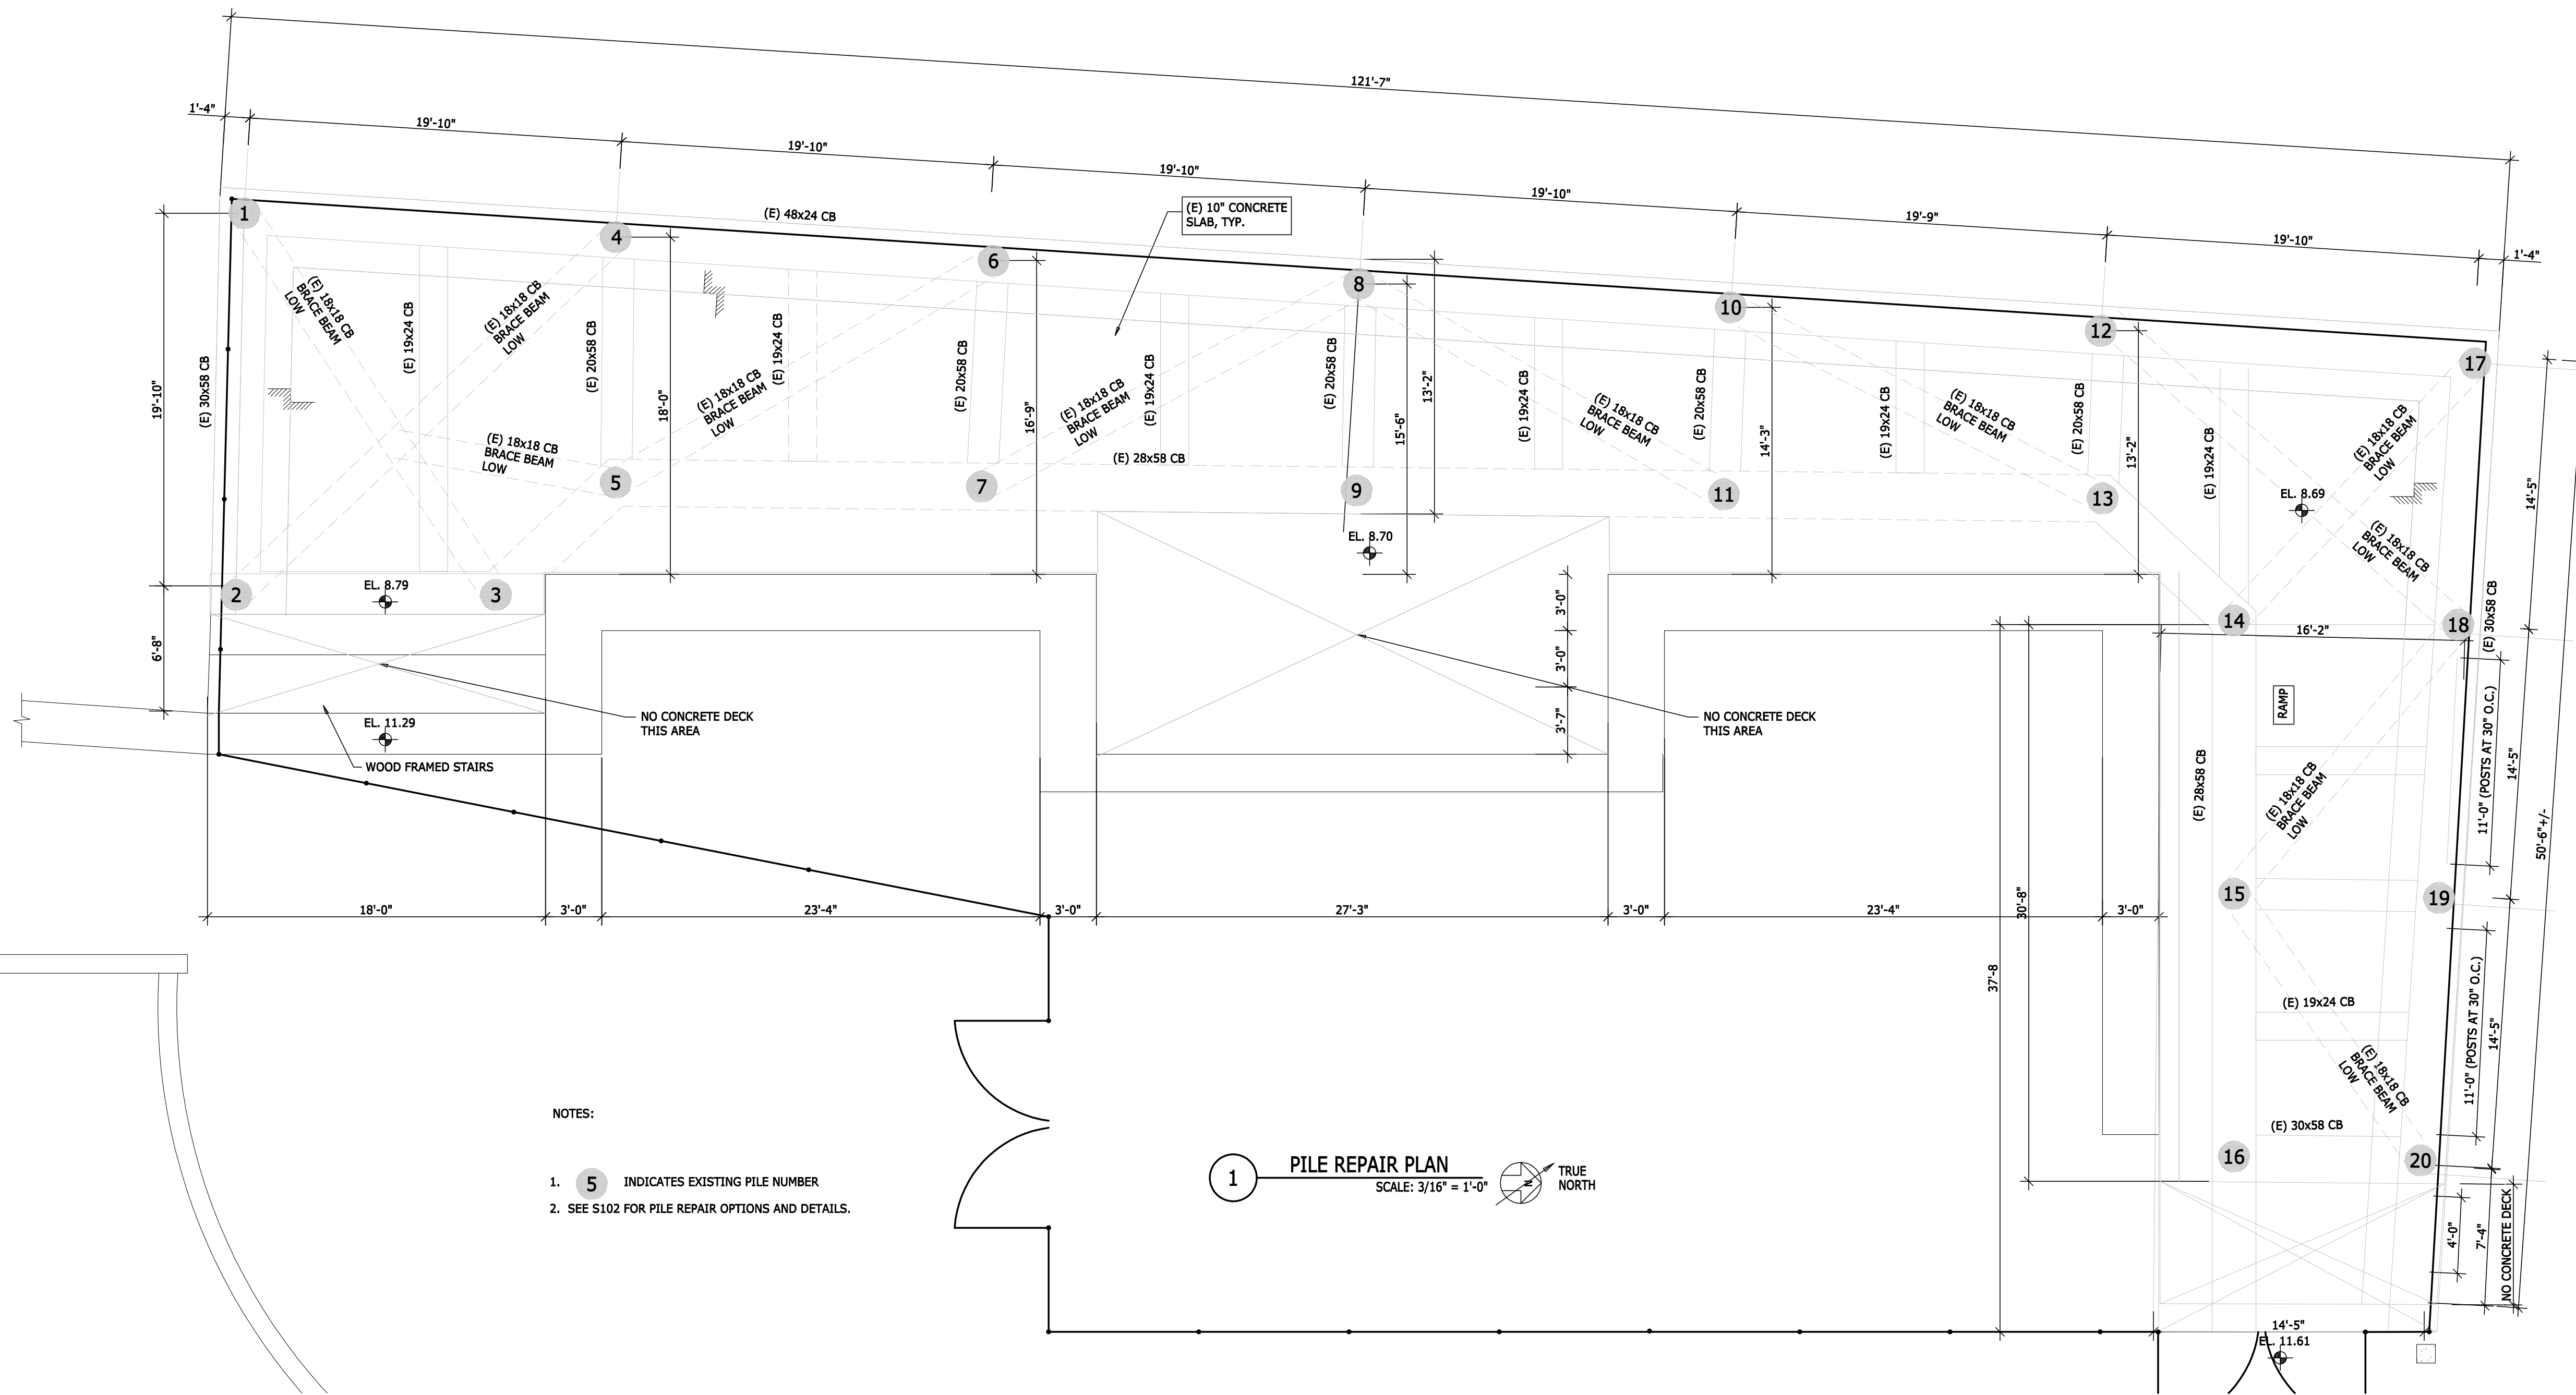 121'-7"
1'-4"
19'-10"
19'-10"
19'-10"
19'-10"
19'-9"
19'-10"
1'-4"
(E) 48x24 CB
(E) 10" CONCRETE
SLAB, TYP.
1
4
6
8
10
12
17
(E) 18x18 CB
BRACE BEAM
LOW
(E) 19x24 CB
(E) 18x18 CB
BRACE BEAM
LOW
(E) 20x58 CB
18'-0"
(E) 18x18 CB
BRACE BEAM
LOW
(E) 19x24 CB
(E) 20x58 CB
16'-9"
(E) 18x18 CB
BRACE BEAM
LOW
(E) 19x24 CB
(E) 20x58 CB
15'-6"
13'-2"
(E) 19x24 CB
(E) 18x18 CB
BRACE BEAM
LOW
(E) 20x58 CB
14'-3"
(E) 19x24 CB
(E) 18x18 CB
BRACE BEAM
LOW
(E) 20x58 CB
13'-2"
(E) 19x24 CB
(E) 18x18 CB
BRACE BEAM
LOW
EL. 8.69
14'-5"
19'-10"
(E) 30x58 CB
(E) 18x18 CB
BRACE BEAM
LOW
5
7
(E) 28x58 CB
9
11
13
(E) 18x18 CB
BRACE BEAM
LOW
EL. 8.70
2
EL. 8.79
3
14
16'-2"
18
(E) 30x58 CB
6'-8"
3'-0"
3'-0"
3'-7"
NO CONCRETE DECK
THIS AREA
NO CONCRETE DECK
THIS AREA
EL. 11.29
WOOD FRAMED STAIRS
RAMP
(E) 28x58 CB
(E) 18x18 CB
BRACE BEAM
LOW
11'-0" (POSTS AT 30" O.C.)
14'-5"
50'-6"+/-
15
19
18'-0"
3'-0"
23'-4"
3'-0"
27'-3"
3'-0"
23'-4"
3'-0"
30'-8"
37'-8
(E) 19x24 CB
11'-0" (POSTS AT 30" O.C.)
14'-5"
(E) 18x18 CB
BRACE BEAM
LOW
(E) 30x58 CB
16
20
4'-0"
7'-4"
NO CONCRETE DECK
14'-5"
EL. 11.61
NOTES:
1. 5 INDICATES EXISTING PILE NUMBER
2. SEE S102 FOR PILE REPAIR OPTIONS AND DETAILS.
1
PILE REPAIR PLAN
SCALE: 3/16" = 1'-0"
N
TRUE
NORTH